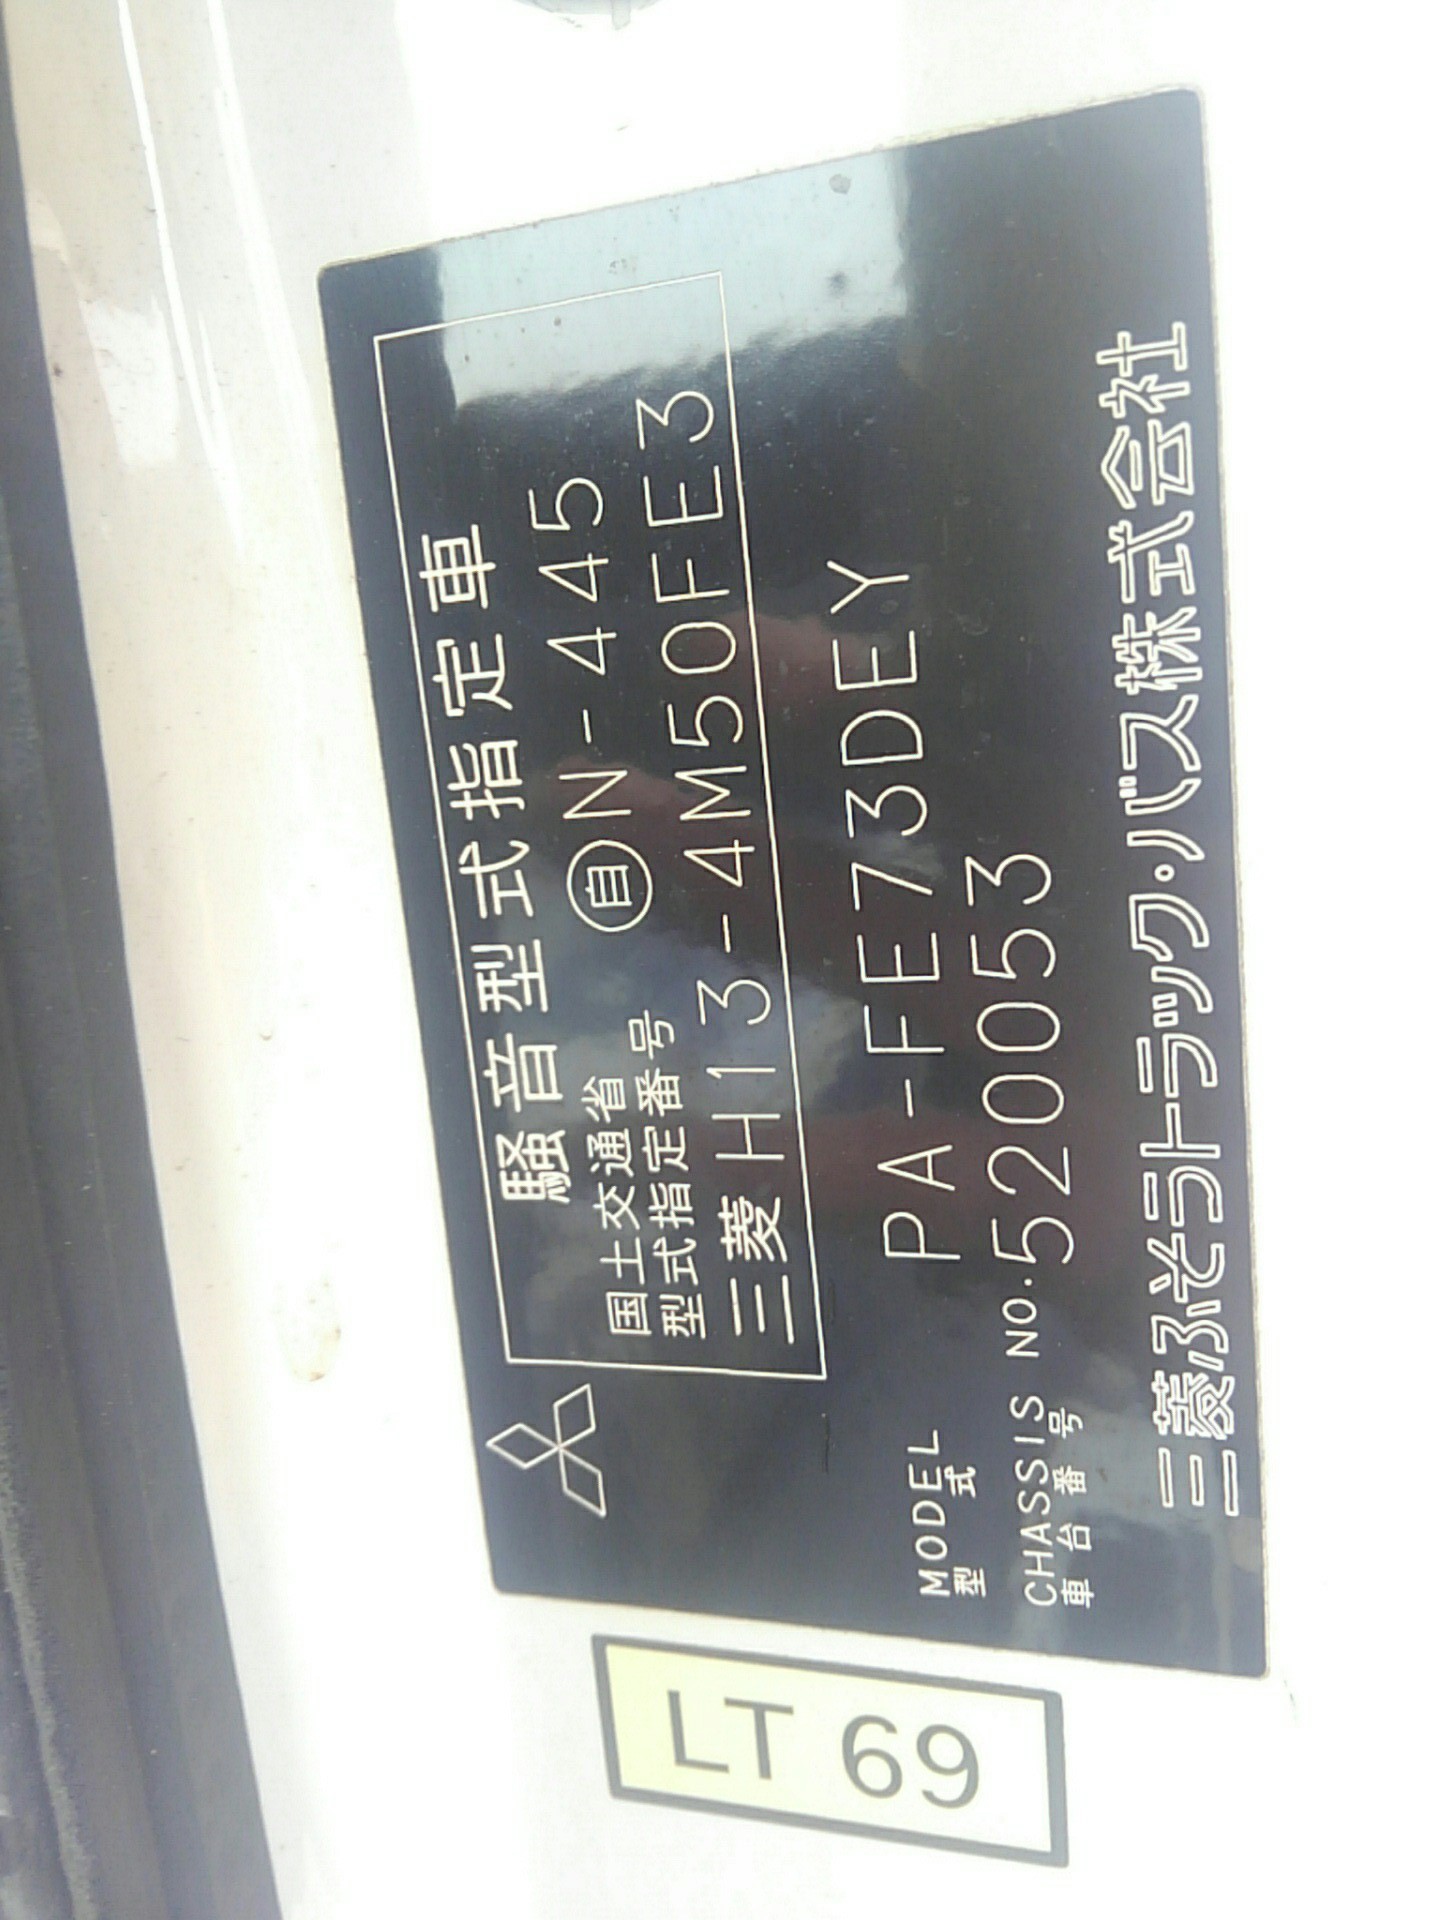 騒音型式指定車
国土交通省
型式指定番号
自 N-445
三菱 H13-4M50FE3
MODEL
型式
PA-FE73DEY
CHASSIS NO.
車台番号
520053
三菱ふそうトラック・バス株式会社
LT 69